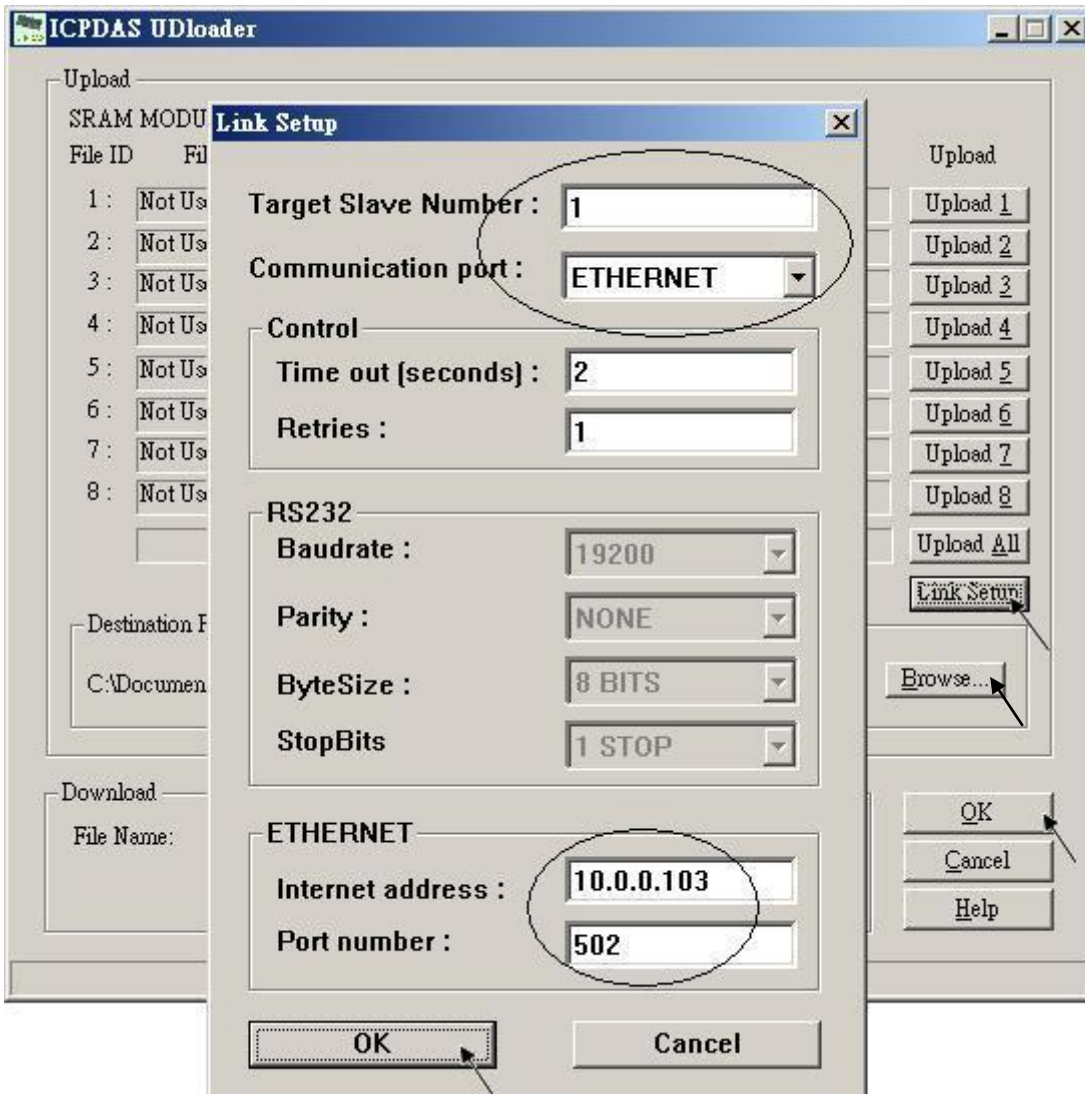 ICPDAS UDloader
Upload
SRAM MODU
File ID Fil
Upload
1 : Not Us
Upload 1
2 : Not Us
Upload 2
3 : Not Us
Upload 3
4 : Not Us
Upload 4
5 : Not Us
Upload 5
6 : Not Us
Upload 6
7 : Not Us
Upload 7
8 : Not Us
Upload 8
Upload All
Link Setup
Destination F
C:\Documen
Browse...
Download
File Name:
OK
Cancel
Help
Link Setup
Target Slave Number : 1
Communication port : ETHERNET
Control
Time out (seconds) : 2
Retries : 1
RS232
Baudrate : 19200
Parity : NONE
ByteSize : 8 BITS
StopBits 1 STOP
ETHERNET
Internet address : 10.0.0.103
Port number : 502
OK Cancel